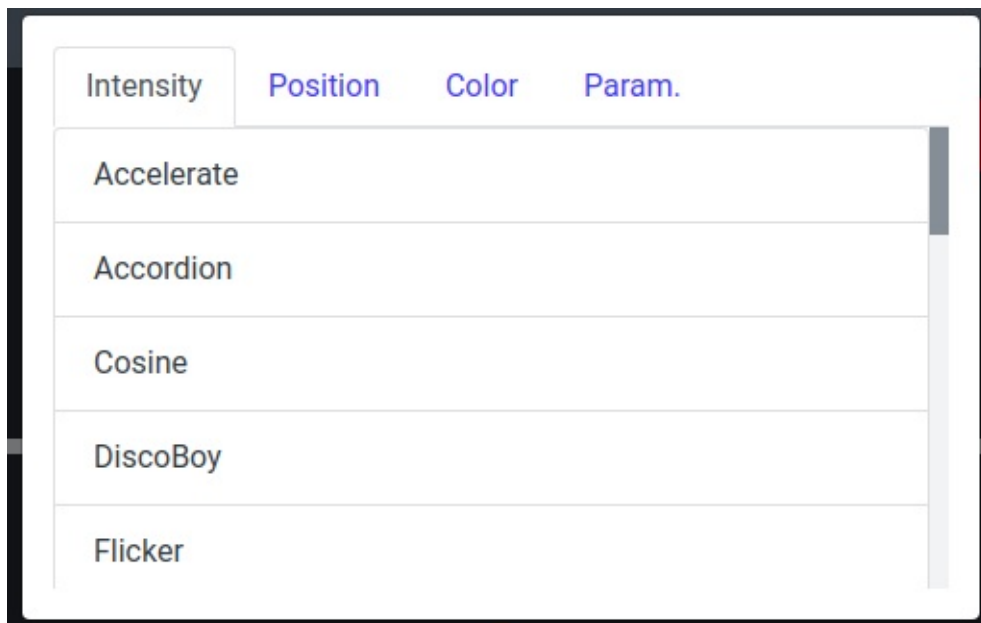 Intensity Position Color Param.
Accelerate
Accordion
Cosine
DiscoBoy
Flicker